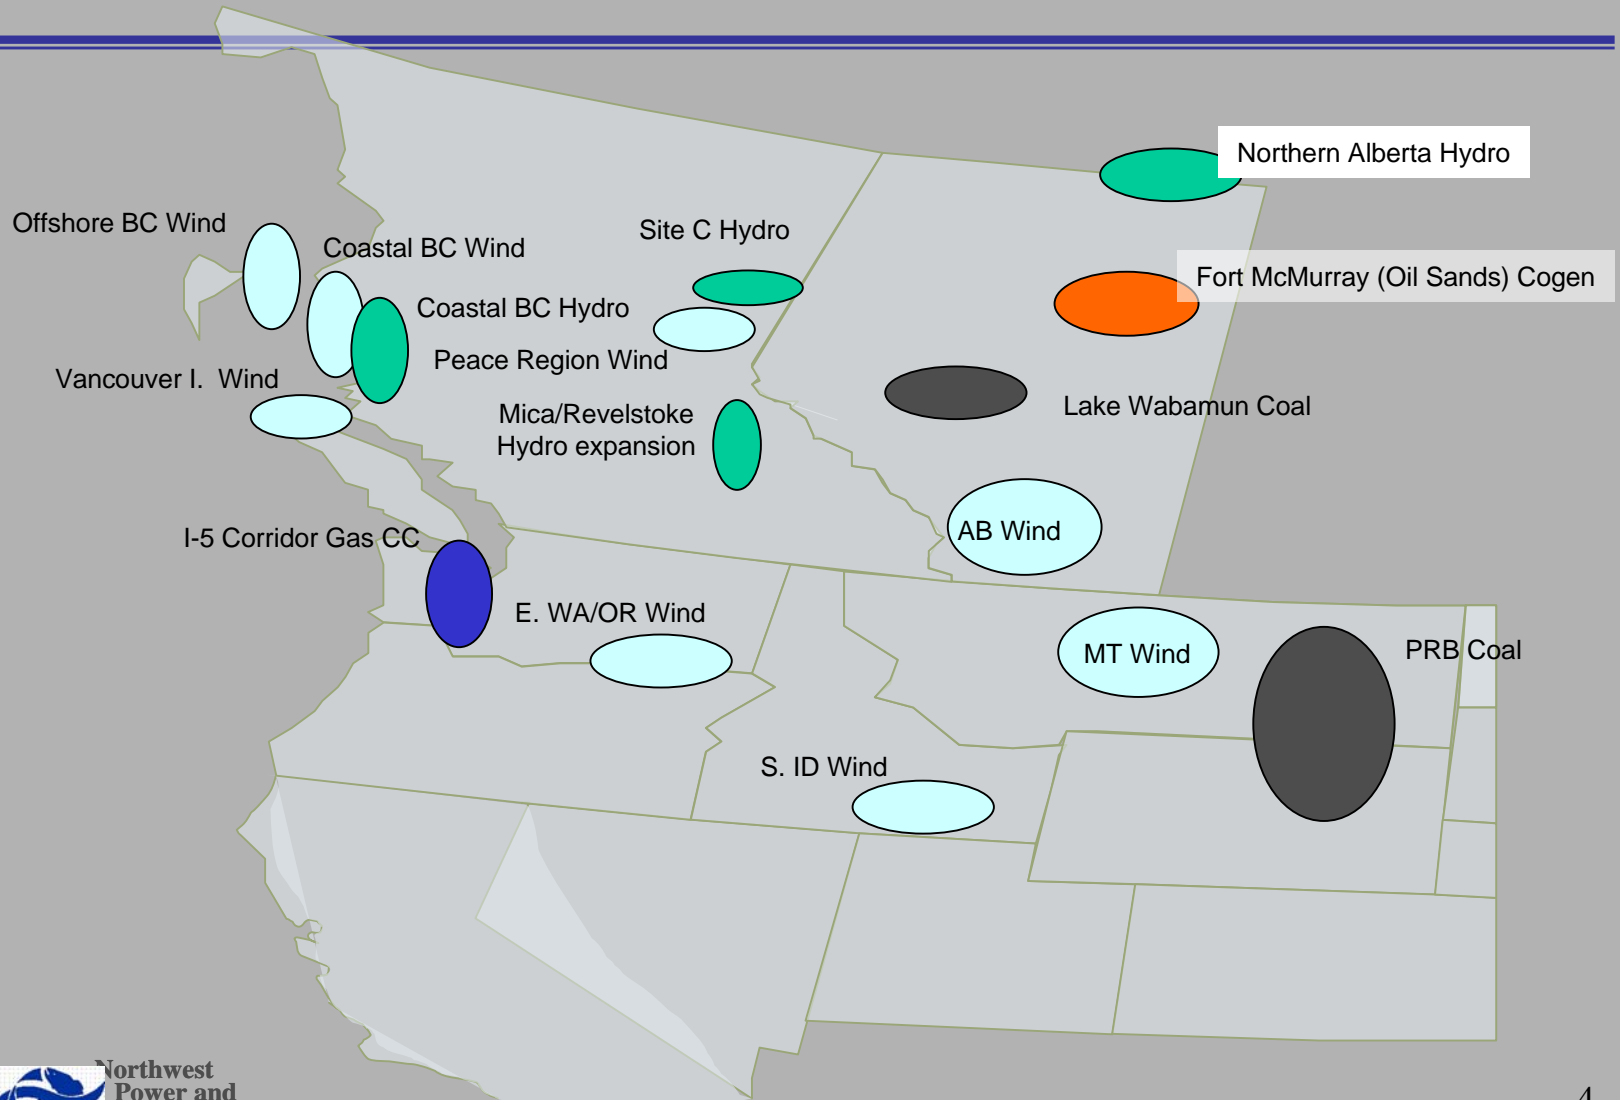 Northern Alberta Hydro
Offshore BC Wind
Coastal BC Wind
Site C Hydro
Fort McMurray (Oil Sands) Cogen
Coastal BC Hydro
Peace Region Wind
Vancouver I. Wind
Mica/Revelstoke
Hydro expansion
Lake Wabamun Coal
I-5 Corridor Gas CC
AB Wind
E. WA/OR Wind
MT Wind
PRB Coal
S. ID Wind
Northwest
Power and
4